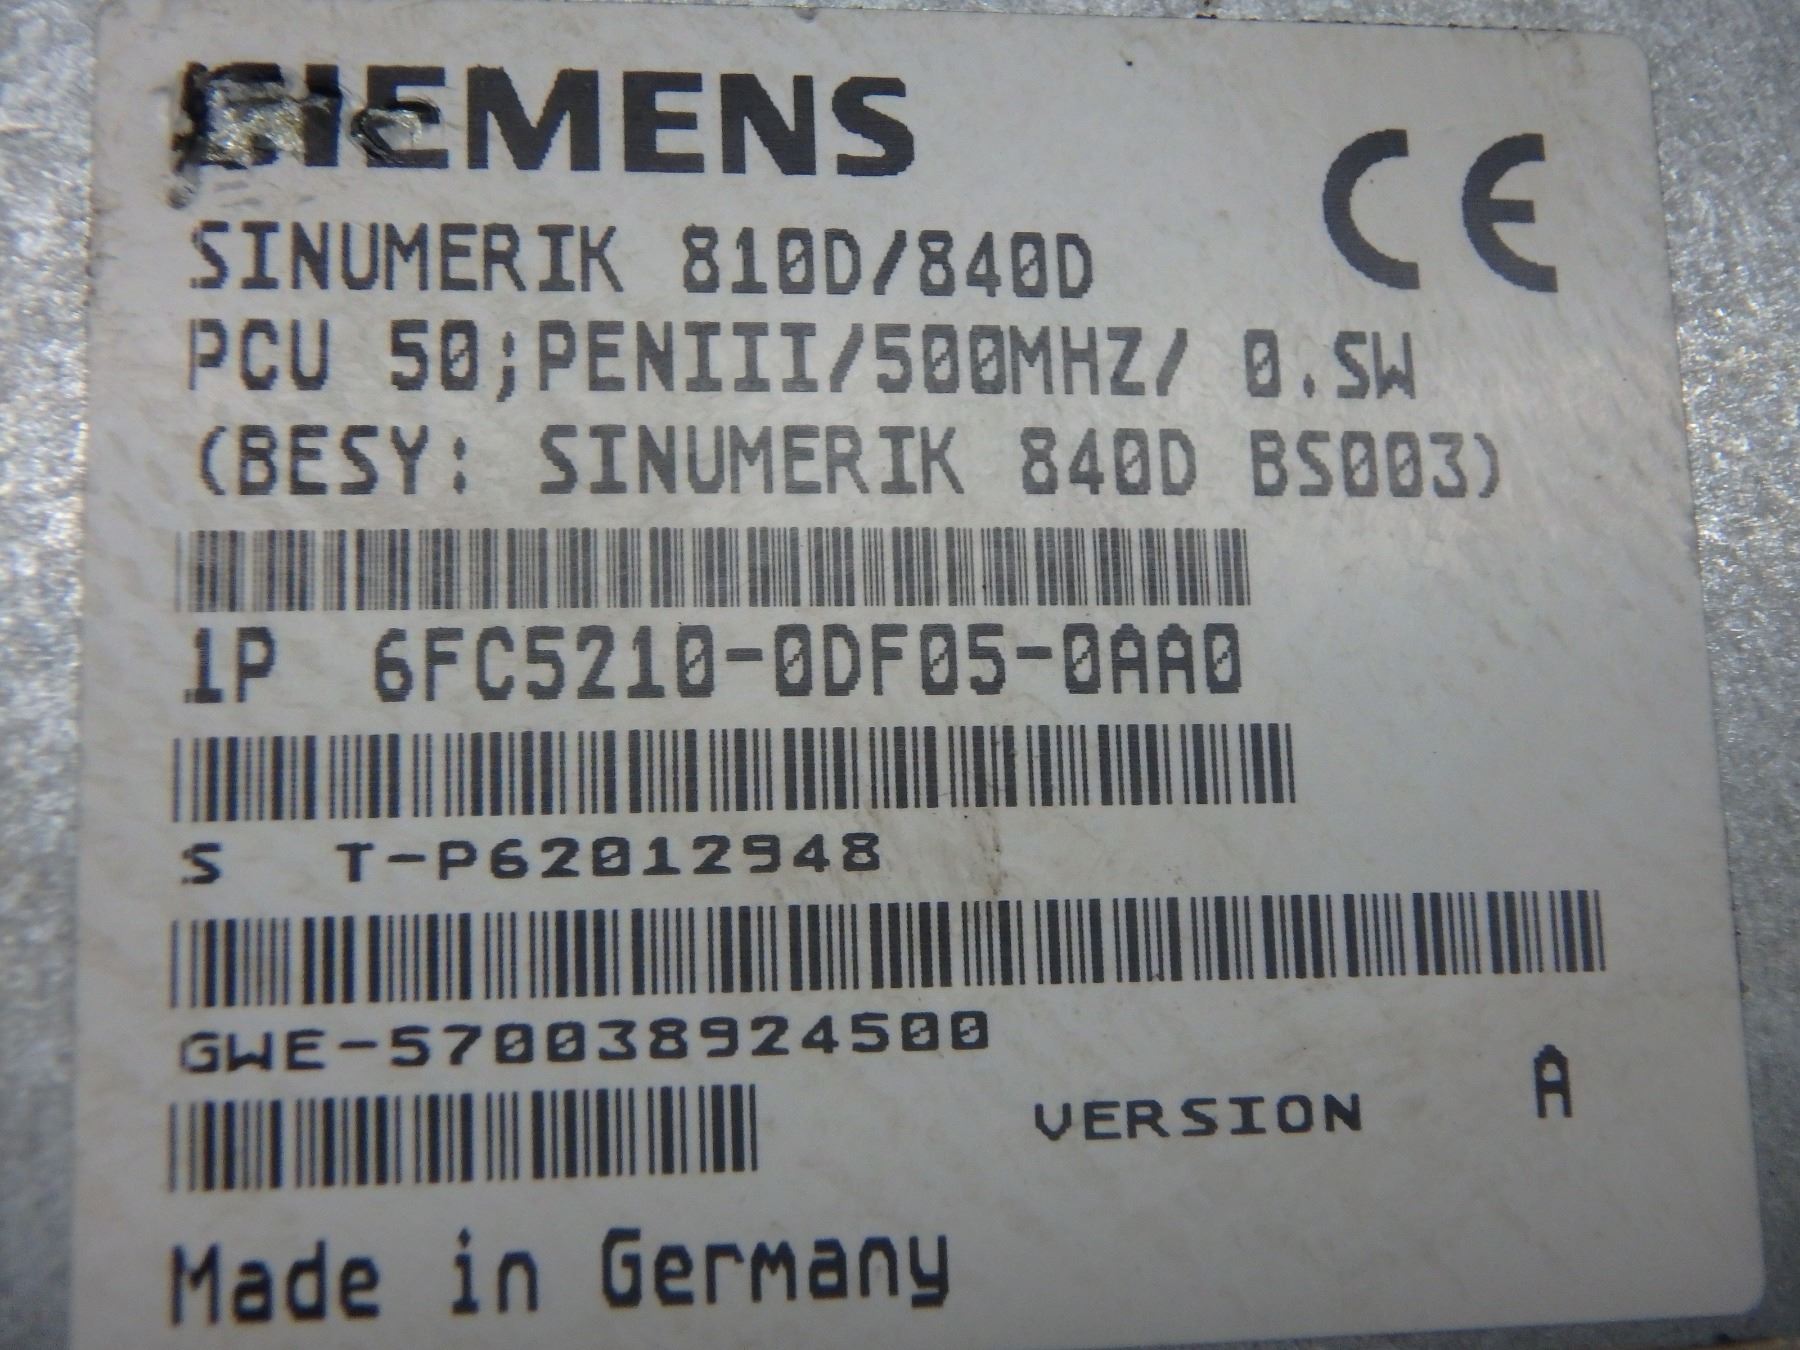 SIEMENS
CE
SINUMERIK 810D/840D
PCU 50;PENIII/500MHZ/ 0.SW
(BESY: SINUMERIK 840D BS003)
1P 6FC5210-0DF05-0AA0
S T-P62012948
GWE-570038924500
VERSION A
Made in Germany